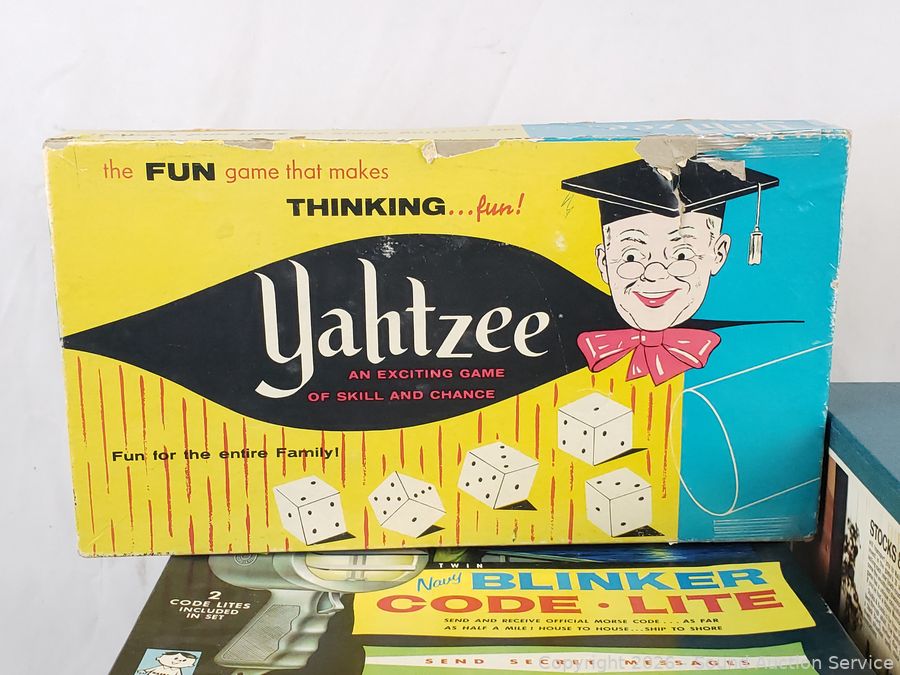 the FUN game that makes
THINKING...fun!
Yahtzee
AN EXCITING GAME
OF SKILL AND CHANCE
Fun for the entire Family!
TWIN
Navy BLINKER
CODE · LITE
2
CODE LITES
INCLUDED
IN SET
SEND AND RECEIVE OFFICIAL MORSE CODE... AS FAR
AS HALF A MILE! HOUSE TO HOUSE...SHIP TO SHORE
SEND SECRET MESSAGES
STOCKS &